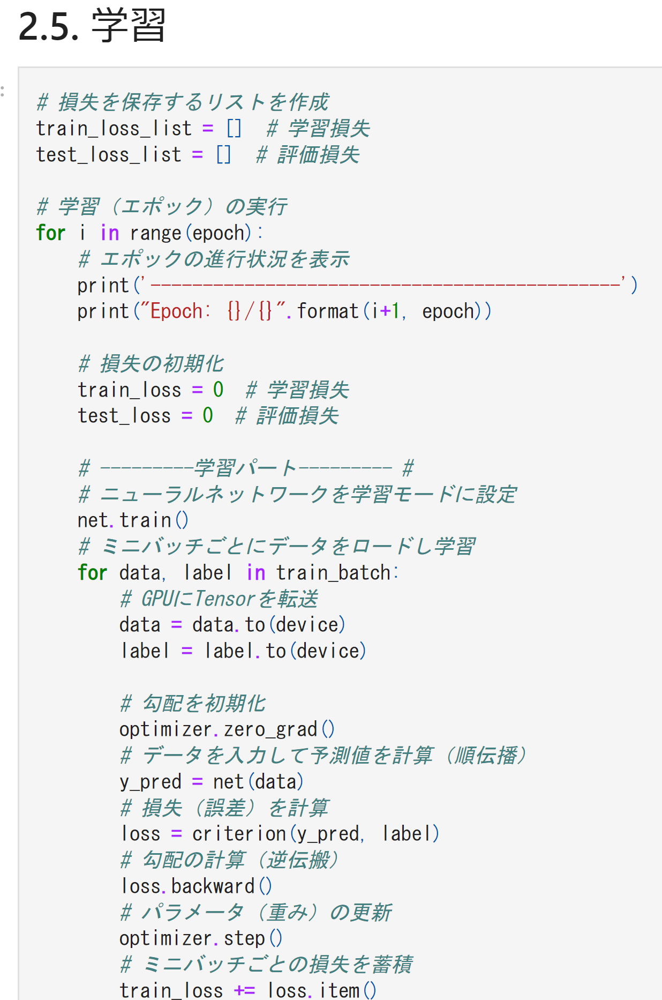 2.5. 学習
:
# 損失を保存するリストを作成
train_loss_list = []  # 学習損失
test_loss_list = []  # 評価損失
# 学習（エポック）の実行
for i in range(epoch):
    # エポックの進行状況を表示
    print('---------------------------------------------')
    print("Epoch: {}/{}".format(i+1, epoch))
    # 損失の初期化
    train_loss = 0  # 学習損失
    test_loss = 0  # 評価損失
    # ---------学習パート--------- #
    # ニューラルネットワークを学習モードに設定
    net.train()
    # ミニバッチごとにデータをロードし学習
    for data, label in train_batch:
        # GPUにTensorを転送
        data = data.to(device)
        label = label.to(device)
        # 勾配を初期化
        optimizer.zero_grad()
        # データを入力して予測値を計算（順伝播）
        y_pred = net(data)
        # 損失（誤差）を計算
        loss = criterion(y_pred, label)
        # 勾配の計算（逆伝搬）
        loss.backward()
        # パラメータ（重み）の更新
        optimizer.step()
        # ミニバッチごとの損失を蓄積
        train_loss += loss.item()